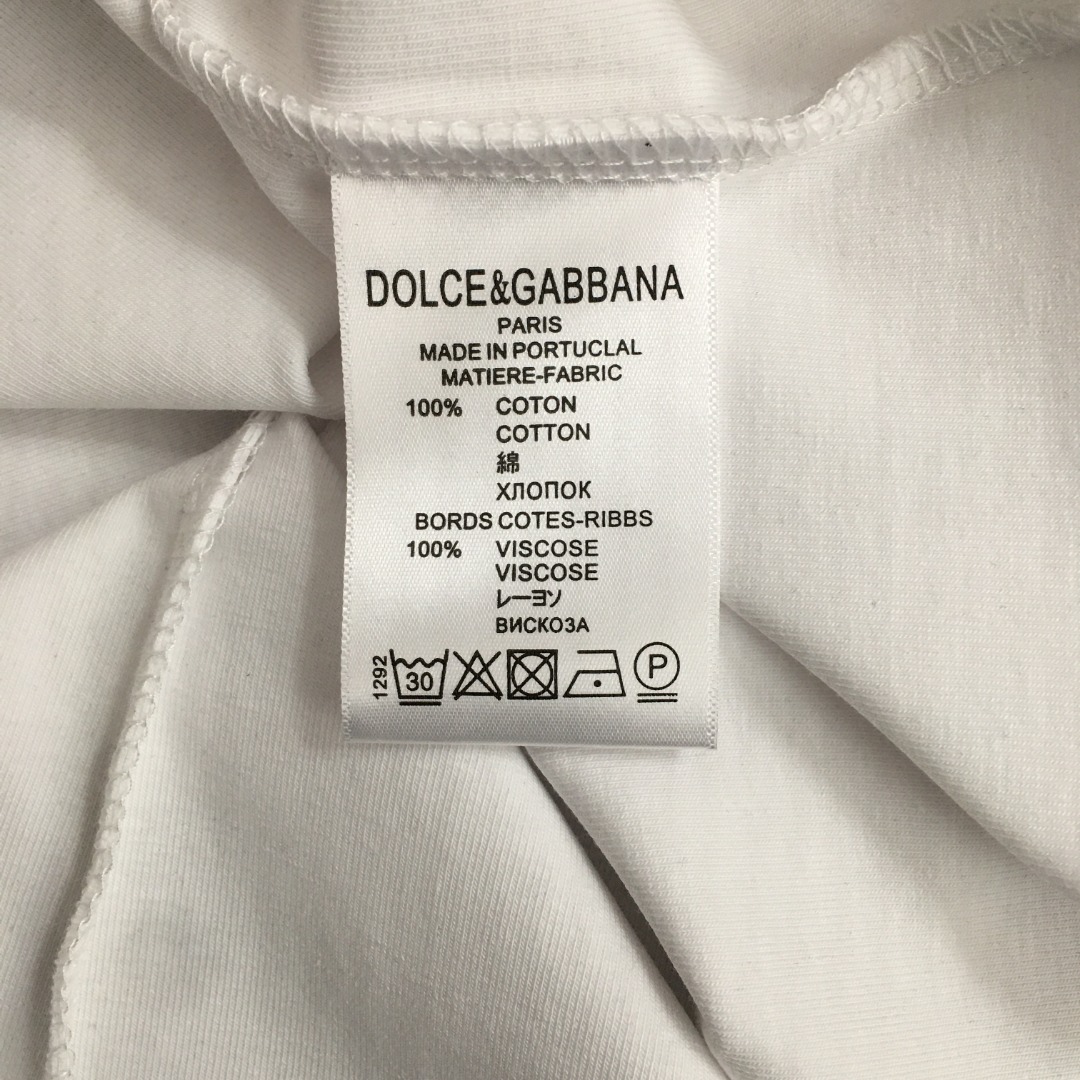 DOLCE&GABBANA
PARIS
MADE IN PORTUCLAL
MATIERE-FABRIC
100% COTON
COTTON
綿
ХЛОПОК
BORDS COTES-RIBBS
100% VISCOSE
VISCOSE
レーヨソ
ВИСКОЗА
1292 30 P